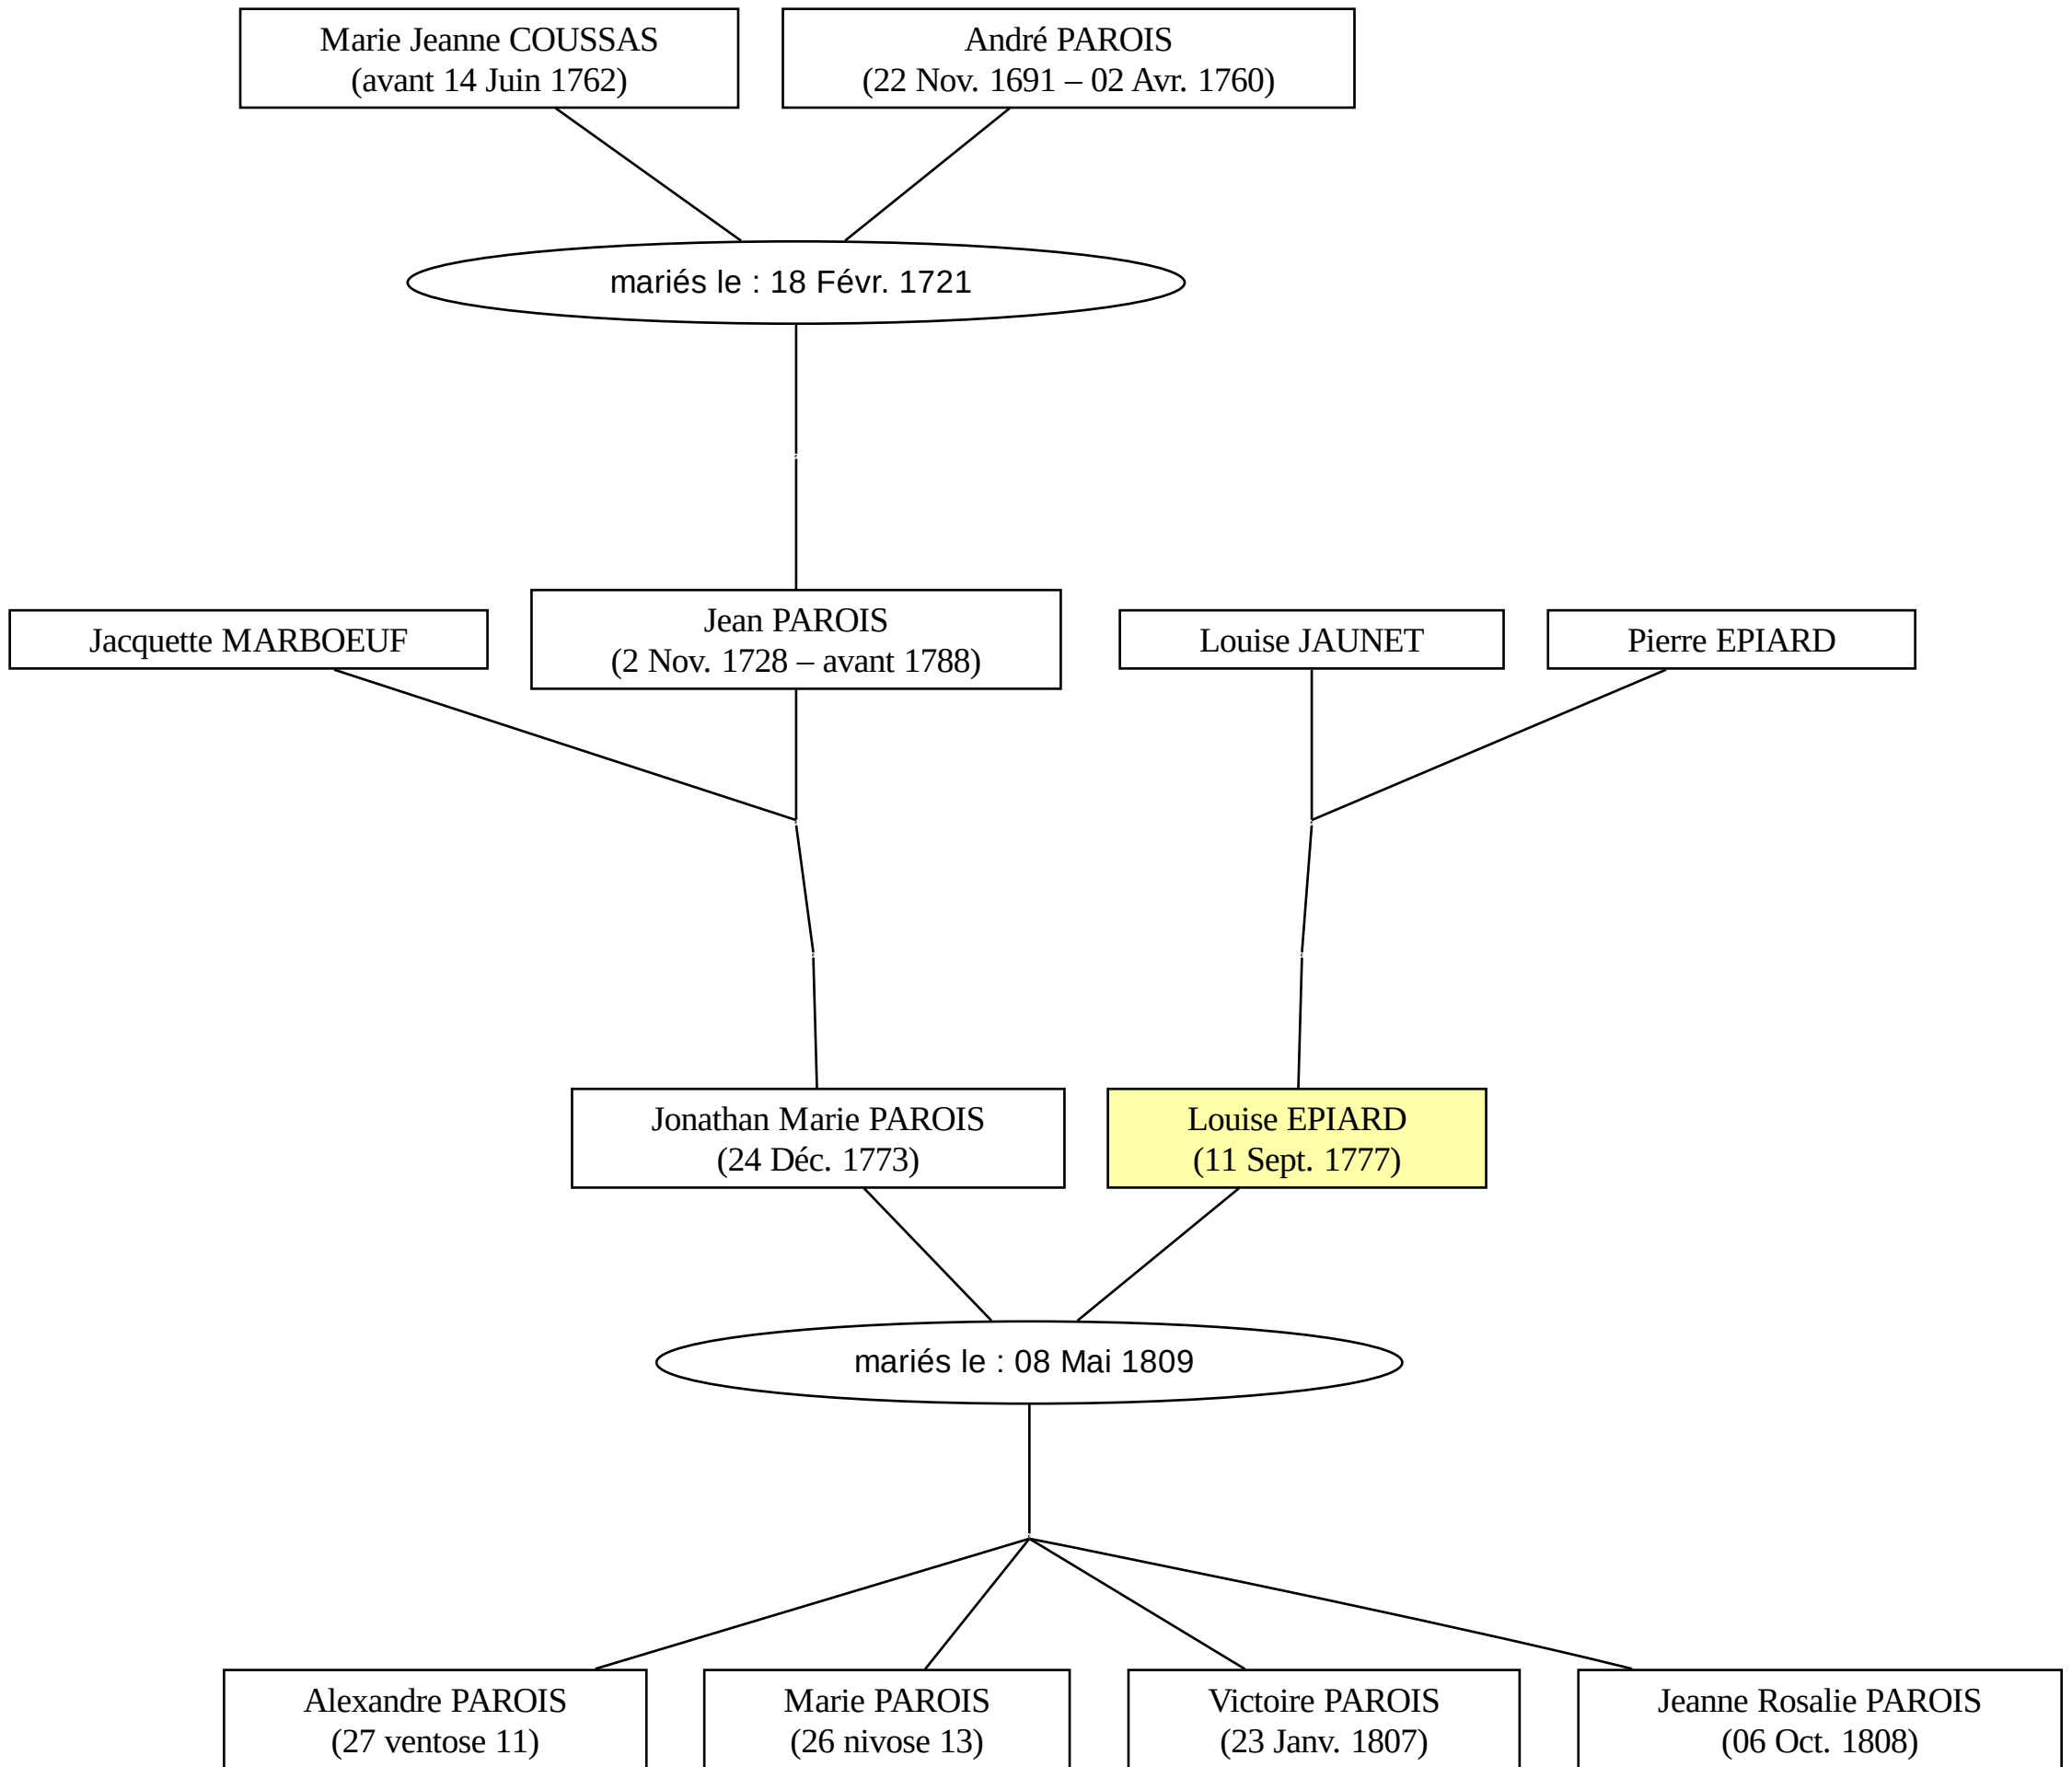 Marie Jeanne COUSSAS
(avant 14 Juin 1762)
André PAROIS
(22 Nov. 1691 – 02 Avr. 1760)
mariés le : 18 Févr. 1721
Jacquette MARBOEUF
Jean PAROIS
(2 Nov. 1728 – avant 1788)
Louise JAUNET
Pierre EPIARD
Jonathan Marie PAROIS
(24 Déc. 1773)
Louise EPIARD
(11 Sept. 1777)
mariés le : 08 Mai 1809
Alexandre PAROIS
(27 ventose 11)
Marie PAROIS
(26 nivose 13)
Victoire PAROIS
(23 Janv. 1807)
Jeanne Rosalie PAROIS
(06 Oct. 1808)